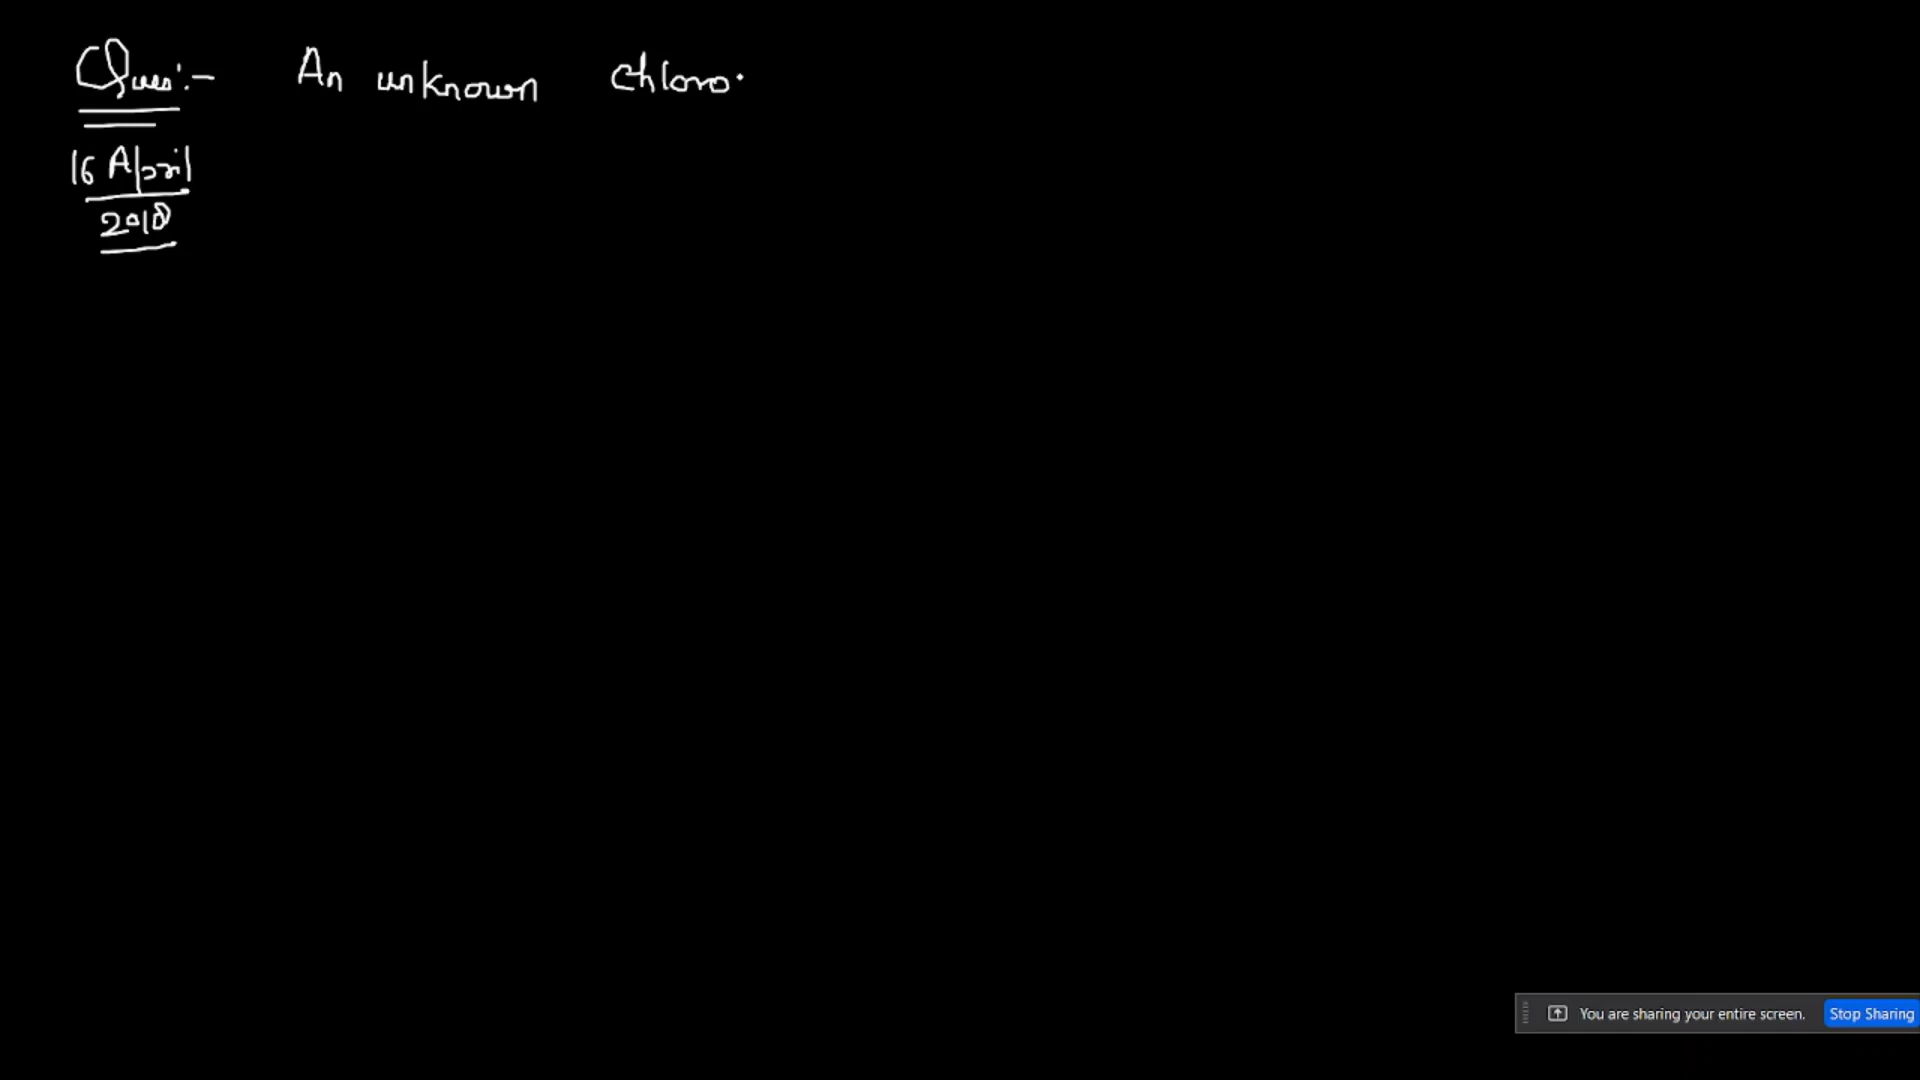 Ques:- An unknown chloro.
16 April
2018
You are sharing your entire screen. Stop Sharing